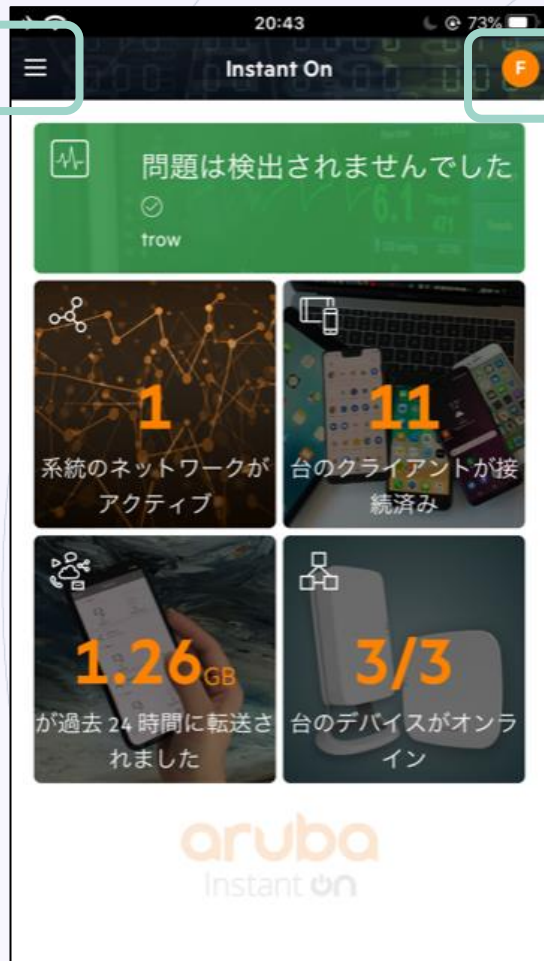 20:43
73%
Instant On
F
問題は検出されませんでした
trow
1
系統のネットワークが
アクティブ
11
台のクライアントが接
続済み
1.26GB
が過去 24 時間に転送さ
れました
3/3
台のデバイスがオンラ
イン
aruba
Instant on